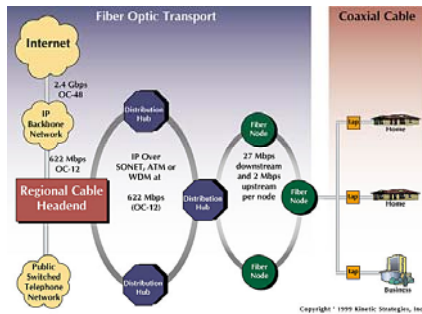 Fiber Optic Transport
Coaxial Cable
Internet
2.4 Gbps
OC-48
IP
Backbone
Network
622 Mbps
OC-12
Regional Cable
Headend
Public
Switched
Telephone
Network
Distribution
Hub
IP Over
SONET, ATM or
WDM at
622 Mbps
(OC-12)
Distribution
Hub
Distribution
Hub
Fiber
Node
27 Mbps
downstream
and 2 Mbps
upstream
per node
Fiber
Node
Fiber
Node
tap
Home
tap
Home
tap
Business
Copyright © 1999 Kinetic Strategies, Inc